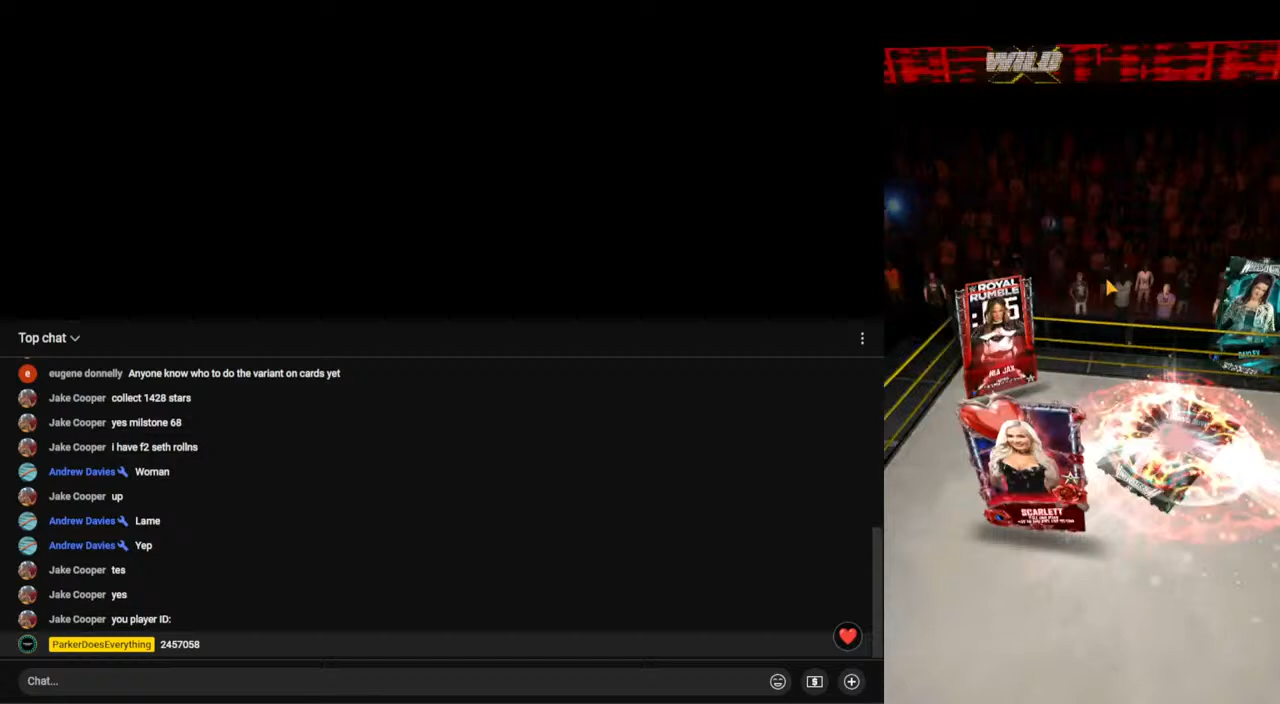 WILD
Top chat
e eugene donnelly Anyone know who to do the variant on cards yet
Jake Cooper collect 1428 stars
Jake Cooper yes milstone 68
Jake Cooper i have f2 seth rollns
Andrew Davies Woman
Jake Cooper up
Andrew Davies Lame
Andrew Davies Yep
Jake Cooper tes
Jake Cooper yes
Jake Cooper you player ID:
ParkerDoesEverything 2457058
Chat...
ROYAL
RUMBLE
NIA JAX
SCARLETT
BAYLEY